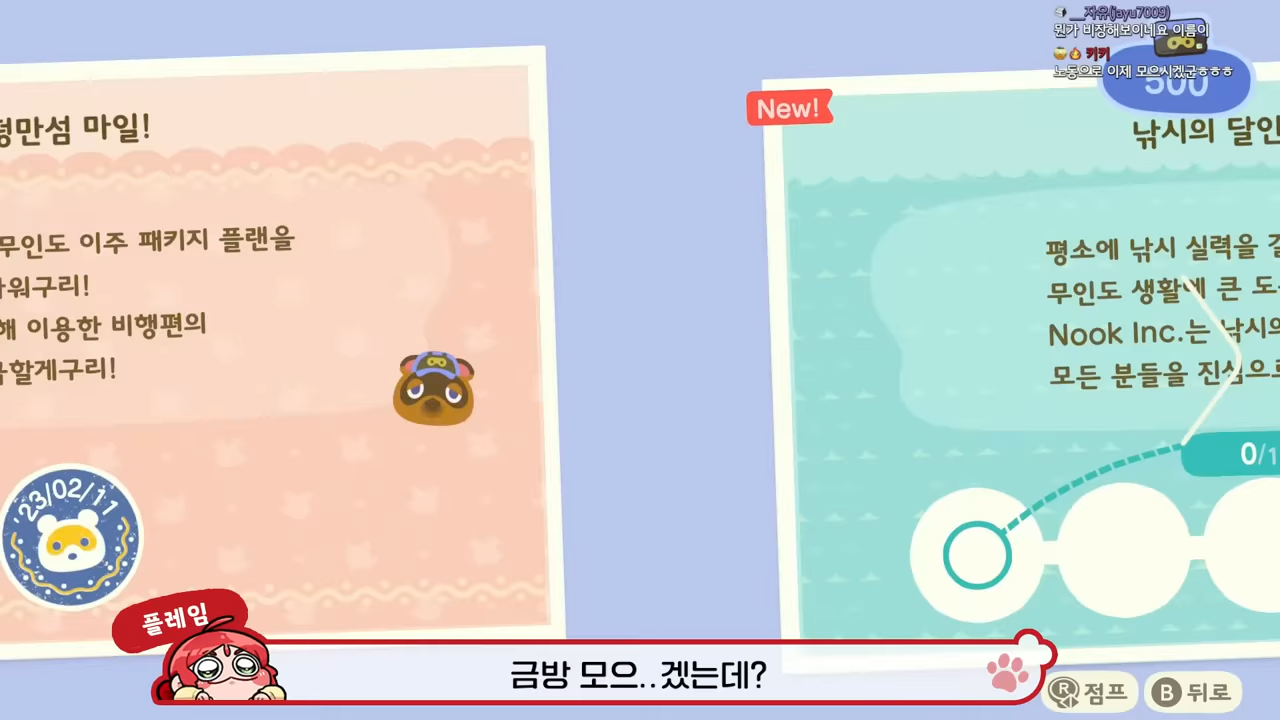 __자유(jayu7009)
뭔가 비장해보이네요 이름이
키키
노동으로 이제 모으시겠군ㅎㅎㅎ
500
New!
섬 마일!
낚시의 달인
무인도 이주 패키지 플랜을
구리!
이용한 비행편의
구리!
평소에 낚시 실력을
무인도 생활에 큰
Nook Inc.는 낚시의
모든 분들을 진심으로
0/1
'23/02/11
플레임
금방 모으..겠는데?
R 점프
B 뒤로